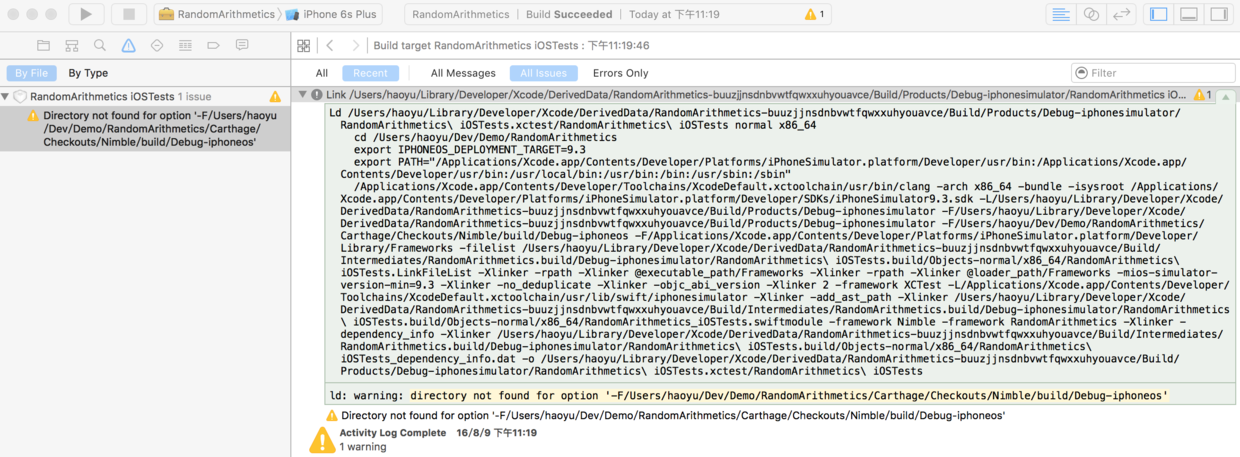 RandomArithmetics
iPhone 6s Plus
RandomArithmetics | Build Succeeded | Today at 下午11:19
1
Build target RandomArithmetics iOSTests : 下午11:19:46
By File
By Type
All
Recent
All Messages
All Issues
Errors Only
Filter
RandomArithmetics iOSTests 1 issue
Directory not found for option '-F/Users/haoyu
/Dev/Demo/RandomArithmetics/Carthage/
Checkouts/Nimble/build/Debug-iphoneos'
Link /Users/haoyu/Library/Developer/Xcode/DerivedData/RandomArithmetics-buuzjjnsdnbvwtfqwxxuhyouavce/Build/Products/Debug-iphonesimulator/RandomArithmetics iO... 1
Ld /Users/haoyu/Library/Developer/Xcode/DerivedData/RandomArithmetics-buuzjjnsdnbvwtfqwxxuhyouavce/Build/Products/Debug-iphonesimulator/
RandomArithmetics\ iOSTests.xctest/RandomArithmetics\ iOSTests normal x86_64
cd /Users/haoyu/Dev/Demo/RandomArithmetics
export IPHONEOS_DEPLOYMENT_TARGET=9.3
export PATH="/Applications/Xcode.app/Contents/Developer/Platforms/iPhoneSimulator.platform/Developer/usr/bin:/Applications/Xcode.app/
Contents/Developer/usr/bin:/usr/local/bin:/usr/bin:/bin:/usr/sbin:/sbin"
/Applications/Xcode.app/Contents/Developer/Toolchains/XcodeDefault.xctoolchain/usr/bin/clang -arch x86_64 -bundle -isysroot /Applications/
Xcode.app/Contents/Developer/Platforms/iPhoneSimulator.platform/Developer/SDKs/iPhoneSimulator9.3.sdk -L/Users/haoyu/Library/Developer/Xcode/
DerivedData/RandomArithmetics-buuzjjnsdnbvwtfqwxxuhyouavce/Build/Products/Debug-iphonesimulator -F/Users/haoyu/Library/Developer/Xcode/
DerivedData/RandomArithmetics-buuzjjnsdnbvwtfqwxxuhyouavce/Build/Products/Debug-iphonesimulator -F/Users/haoyu/Dev/Demo/RandomArithmetics/
Carthage/Checkouts/Nimble/build/Debug-iphoneos -F/Applications/Xcode.app/Contents/Developer/Platforms/iPhoneSimulator.platform/Developer/
Library/Frameworks -filelist /Users/haoyu/Library/Developer/Xcode/DerivedData/RandomArithmetics-buuzjjnsdnbvwtfqwxxuhyouavce/Build/
Intermediates/RandomArithmetics.build/Debug-iphonesimulator/RandomArithmetics\ iOSTests.build/Objects-normal/x86_64/RandomArithmetics\
iOSTests.LinkFileList -Xlinker -rpath -Xlinker @executable_path/Frameworks -Xlinker -rpath -Xlinker @loader_path/Frameworks -mios-simulator-
version-min=9.3 -Xlinker -no_deduplicate -Xlinker -objc_abi_version -Xlinker 2 -framework XCTest -L/Applications/Xcode.app/Contents/Developer/
Toolchains/XcodeDefault.xctoolchain/usr/lib/swift/iphonesimulator -Xlinker -add_ast_path -Xlinker /Users/haoyu/Library/Developer/Xcode/
DerivedData/RandomArithmetics-buuzjjnsdnbvwtfqwxxuhyouavce/Build/Intermediates/RandomArithmetics.build/Debug-iphonesimulator/RandomArithmetics
\ iOSTests.build/Objects-normal/x86_64/RandomArithmetics_iOSTests.swiftmodule -framework Nimble -framework RandomArithmetics -Xlinker -
dependency_info -Xlinker /Users/haoyu/Library/Developer/Xcode/DerivedData/RandomArithmetics-buuzjjnsdnbvwtfqwxxuhyouavce/Build/Intermediates/
RandomArithmetics.build/Debug-iphonesimulator/RandomArithmetics\ iOSTests.build/Objects-normal/x86_64/RandomArithmetics\
iOSTests_dependency_info.dat -o /Users/haoyu/Library/Developer/Xcode/DerivedData/RandomArithmetics-buuzjjnsdnbvwtfqwxxuhyouavce/Build/
Products/Debug-iphonesimulator/RandomArithmetics\ iOSTests.xctest/RandomArithmetics\ iOSTests
ld: warning: directory not found for option '-F/Users/haoyu/Dev/Demo/RandomArithmetics/Carthage/Checkouts/Nimble/build/Debug-iphoneos'
Directory not found for option '-F/Users/haoyu/Dev/Demo/RandomArithmetics/Carthage/Checkouts/Nimble/build/Debug-iphoneos'
Activity Log Complete 16/8/9 下午11:19
1 warning